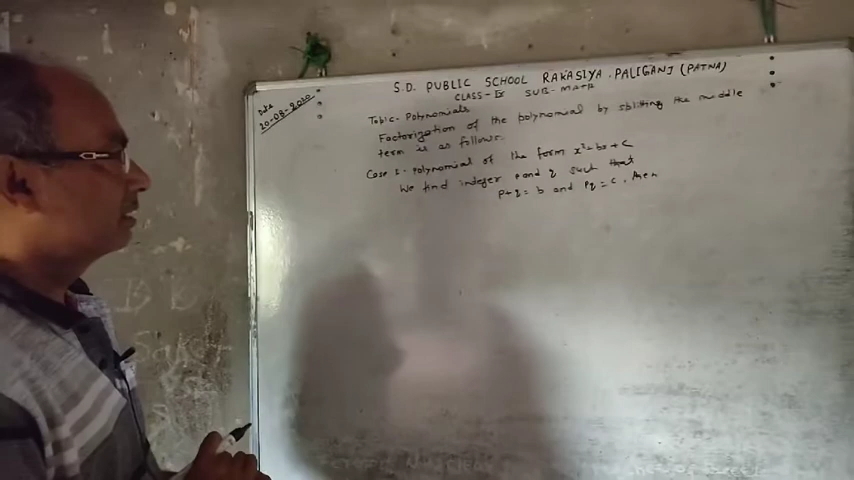 S.D. PUBLIC SCHOOL RAKASIYA. PALIGANJ (PATNA)
CLASS-IX SUB-MATH
Date
20-08-2020
Topic- Polynomials
Factorization of the polynomial by spliting the middle
term is as follows.
Case I- polynomial of the form x²+bx+c
We find integer p and q such that
p+q = b and pq = c, then